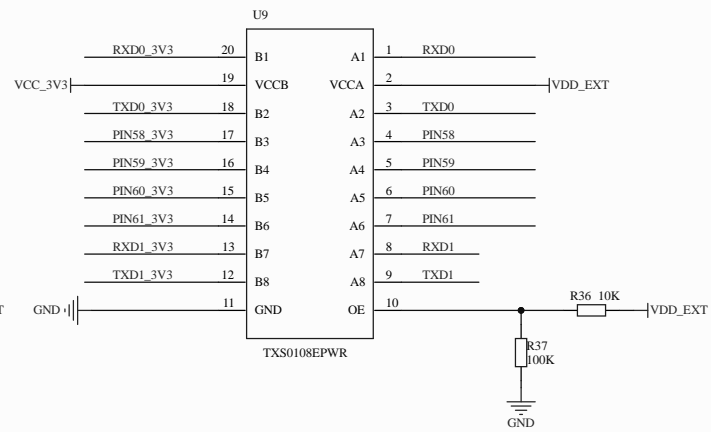 U9
RXD0_3V3 20 B1 A1 1 RXD0
VCC_3V3 19 VCCB VCCA 2 VDD_EXT
TXD0_3V3 18 B2 A2 3 TXD0
PIN58_3V3 17 B3 A3 4 PIN58
PIN59_3V3 16 B4 A4 5 PIN59
PIN60_3V3 15 B5 A5 6 PIN60
PIN61_3V3 14 B6 A6 7 PIN61
RXD1_3V3 13 B7 A7 8 RXD1
TXD1_3V3 12 B8 A8 9 TXD1
GND 11 GND OE 10 R36 10K VDD_EXT
TXS0108EPWR
R37
100K
GND